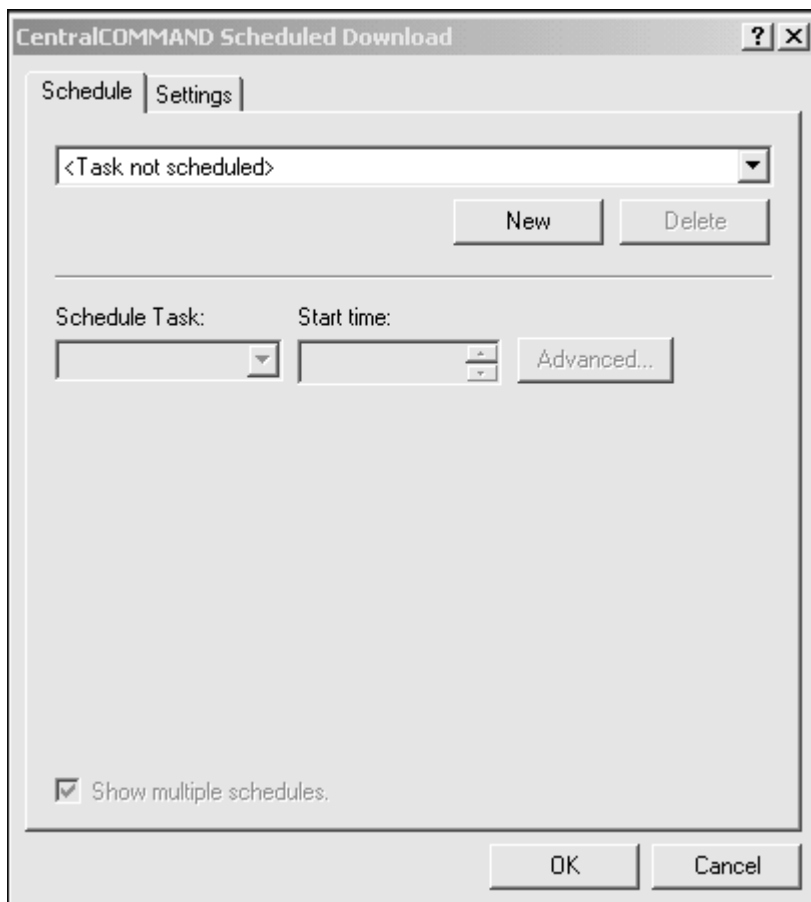 CentralCOMMAND Scheduled Download
Schedule Settings
<Task not scheduled>
New Delete
Schedule Task: Start time:
Advanced...
Show multiple schedules.
OK Cancel